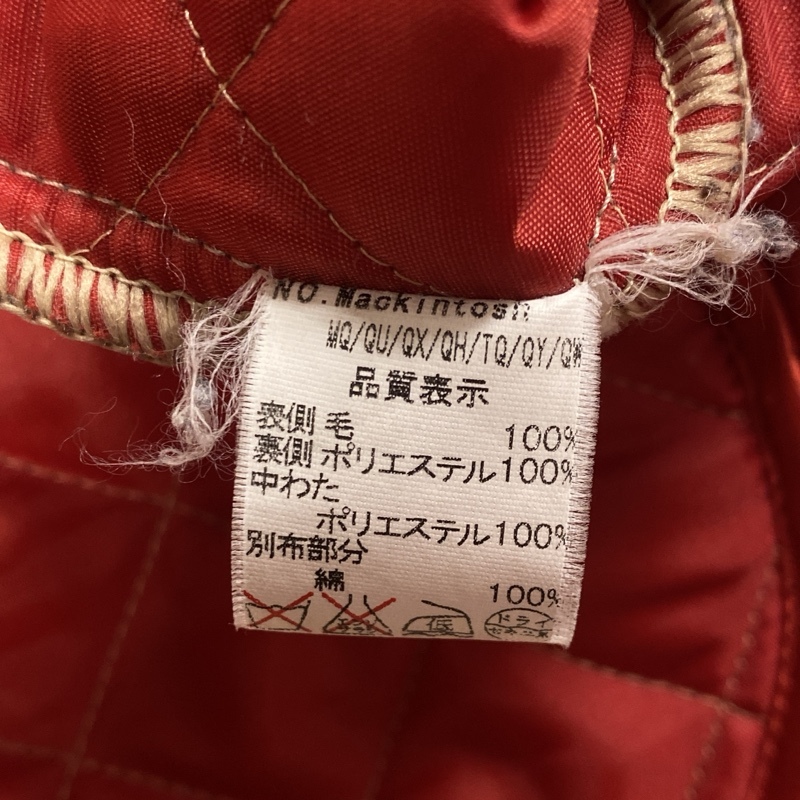 NO.Mackintosh
MQ/QU/QX/QH/TQ/QY/QW
品質表示
表側 毛 100%
裏側 ポリエステル100%
中わた
ポリエステル100%
別布部分
綿 100%
低 ドライ